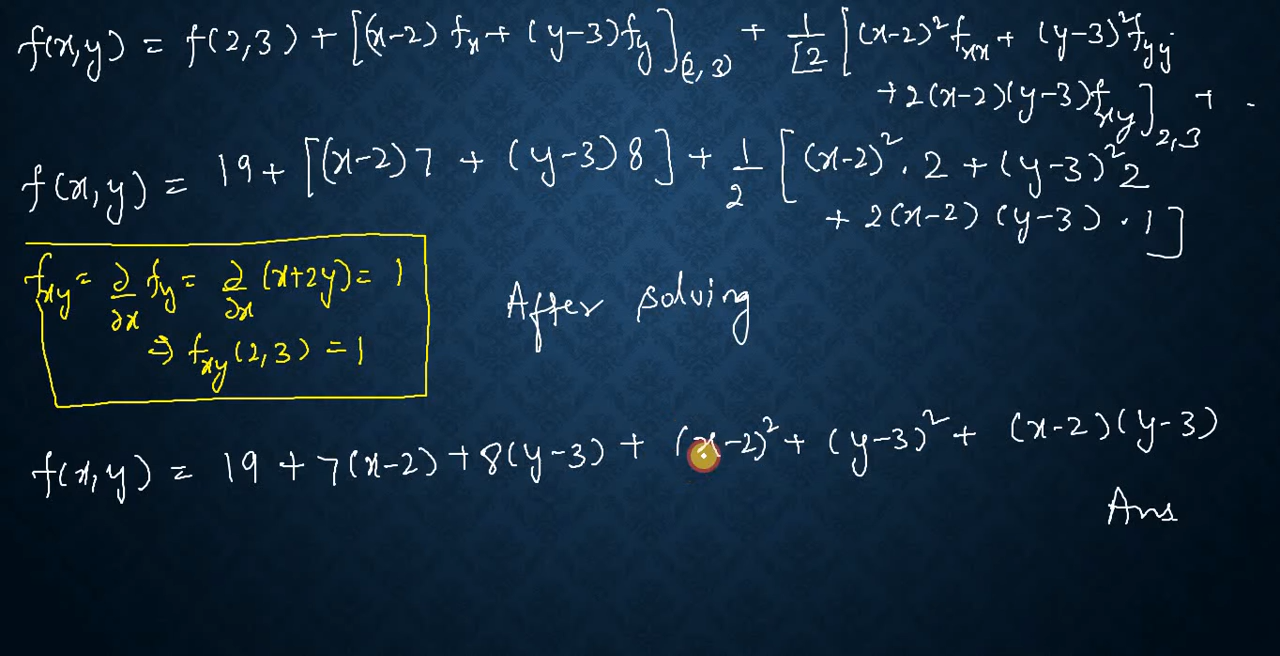 f(x,y) = f(2,3) + [(x-2) fx + (y-3)fy](2,3) + 1/⌊2 [(x-2)² fxx + (y-3)² fyy
+ 2(x-2)(y-3)fxy]2,3 + ..
f(x,y) = 19 + [(x-2)7 + (y-3)8] + 1/2 [(x-2)². 2 + (y-3)² 2
+ 2(x-2) (y-3) . 1]
fxy = ∂/∂x fy = ∂/∂x (x+2y) = 1
⇒ fxy(2,3) = 1
After solving
f(x,y) = 19 + 7(x-2) + 8(y-3) + (x-2)² + (y-3)² + (x-2)(y-3)
Ans